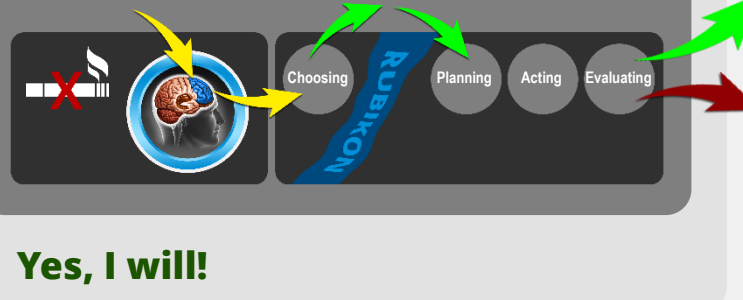 Choosing
RUBIKON
Planning
Acting
Evaluating
Yes, I will!